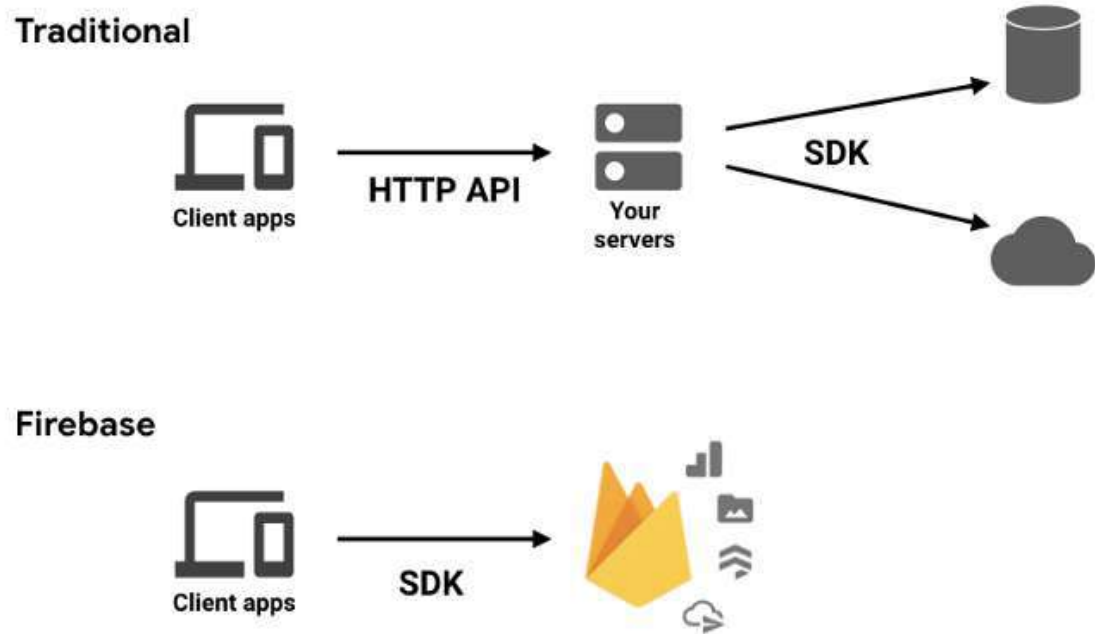 Traditional
Client apps
HTTP API
Your
servers
SDK
Firebase
Client apps
SDK